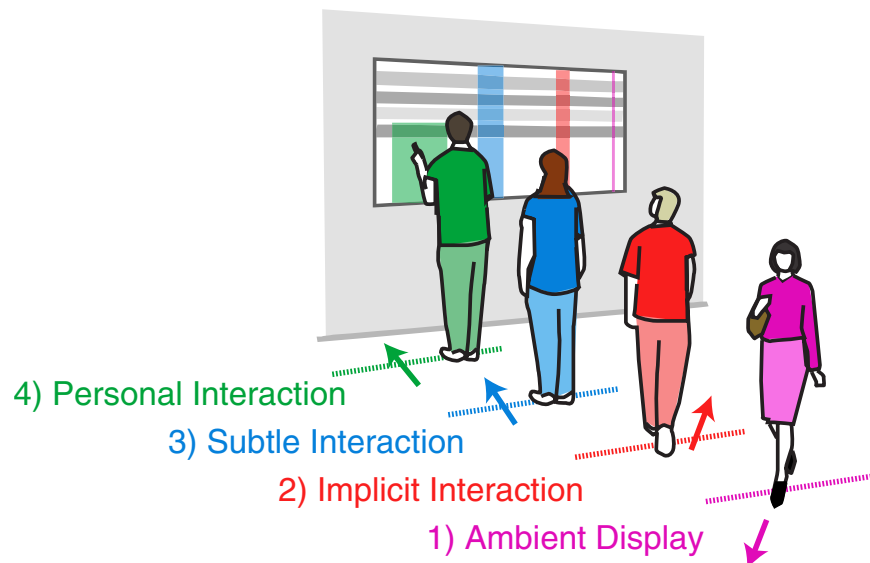 4) Personal Interaction
3) Subtle Interaction
2) Implicit Interaction
1) Ambient Display